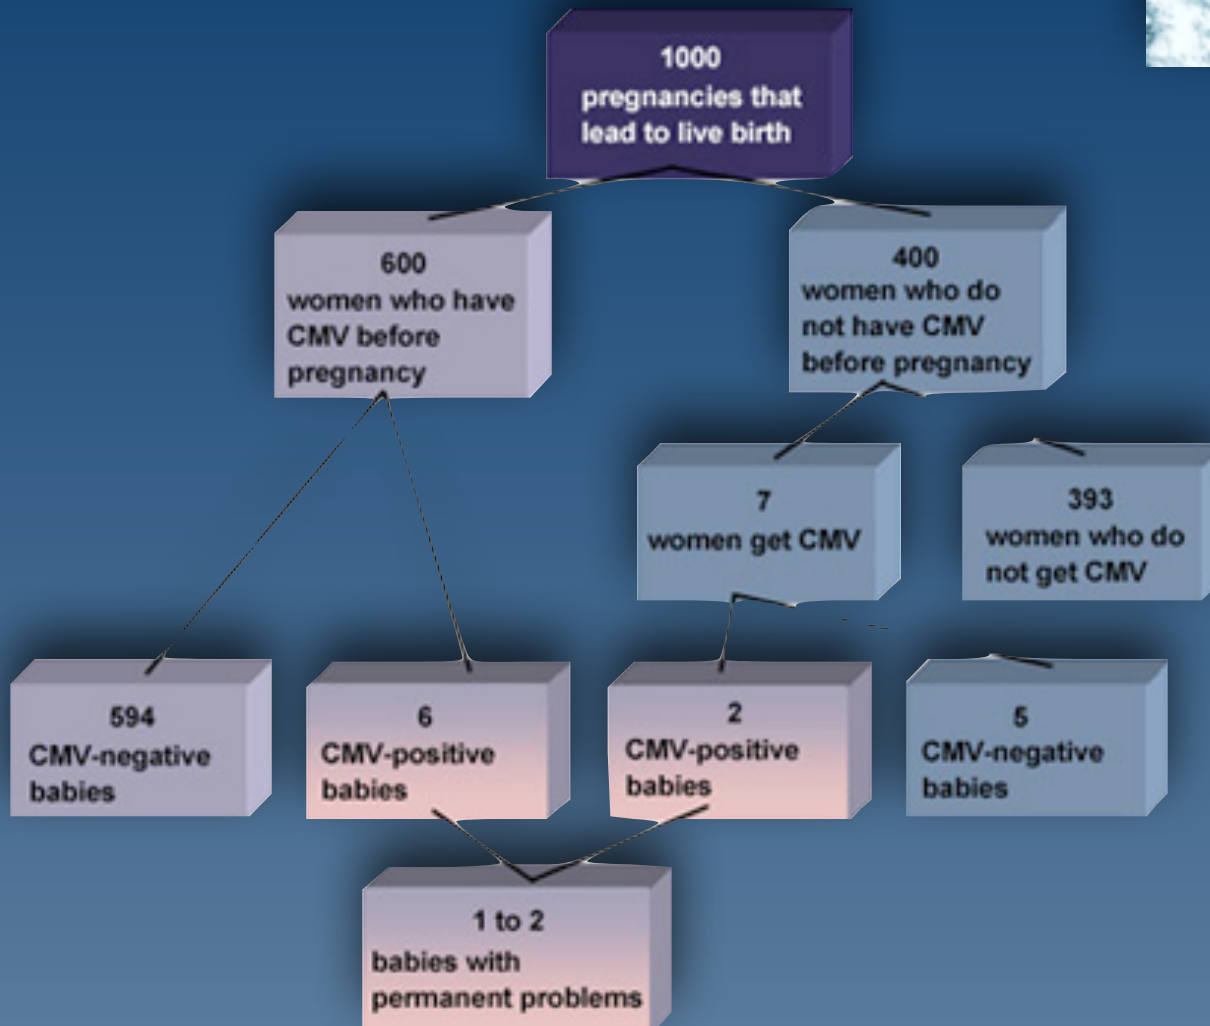 1000
pregnancies that
lead to live birth
600
women who have
CMV before
pregnancy
400
women who do
not have CMV
before pregnancy
7
women get CMV
393
women who do
not get CMV
594
CMV-negative
babies
6
CMV-positive
babies
2
CMV-positive
babies
5
CMV-negative
babies
1 to 2
babies with
permanent problems